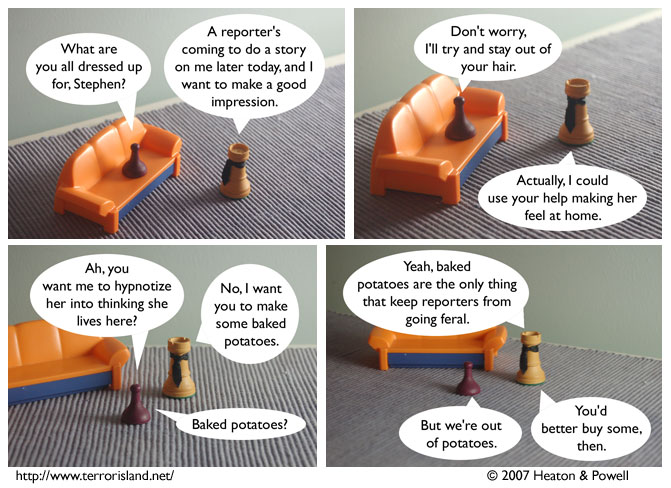 What are
you all dressed up
for, Stephen?
A reporter's
coming to do a story
on me later today, and I
want to make a good
impression.
Don't worry,
I'll try and stay out of
your hair.
Actually, I could
use your help making her
feel at home.
Ah, you
want me to hypnotize
her into thinking she
lives here?
No, I want
you to make
some baked
potatoes.
Baked potatoes?
Yeah, baked
potatoes are the only thing
that keep reporters from
going feral.
But we're out
of potatoes.
You'd
better buy some,
then.
http://www.terrorisland.net/
© 2007 Heaton & Powell